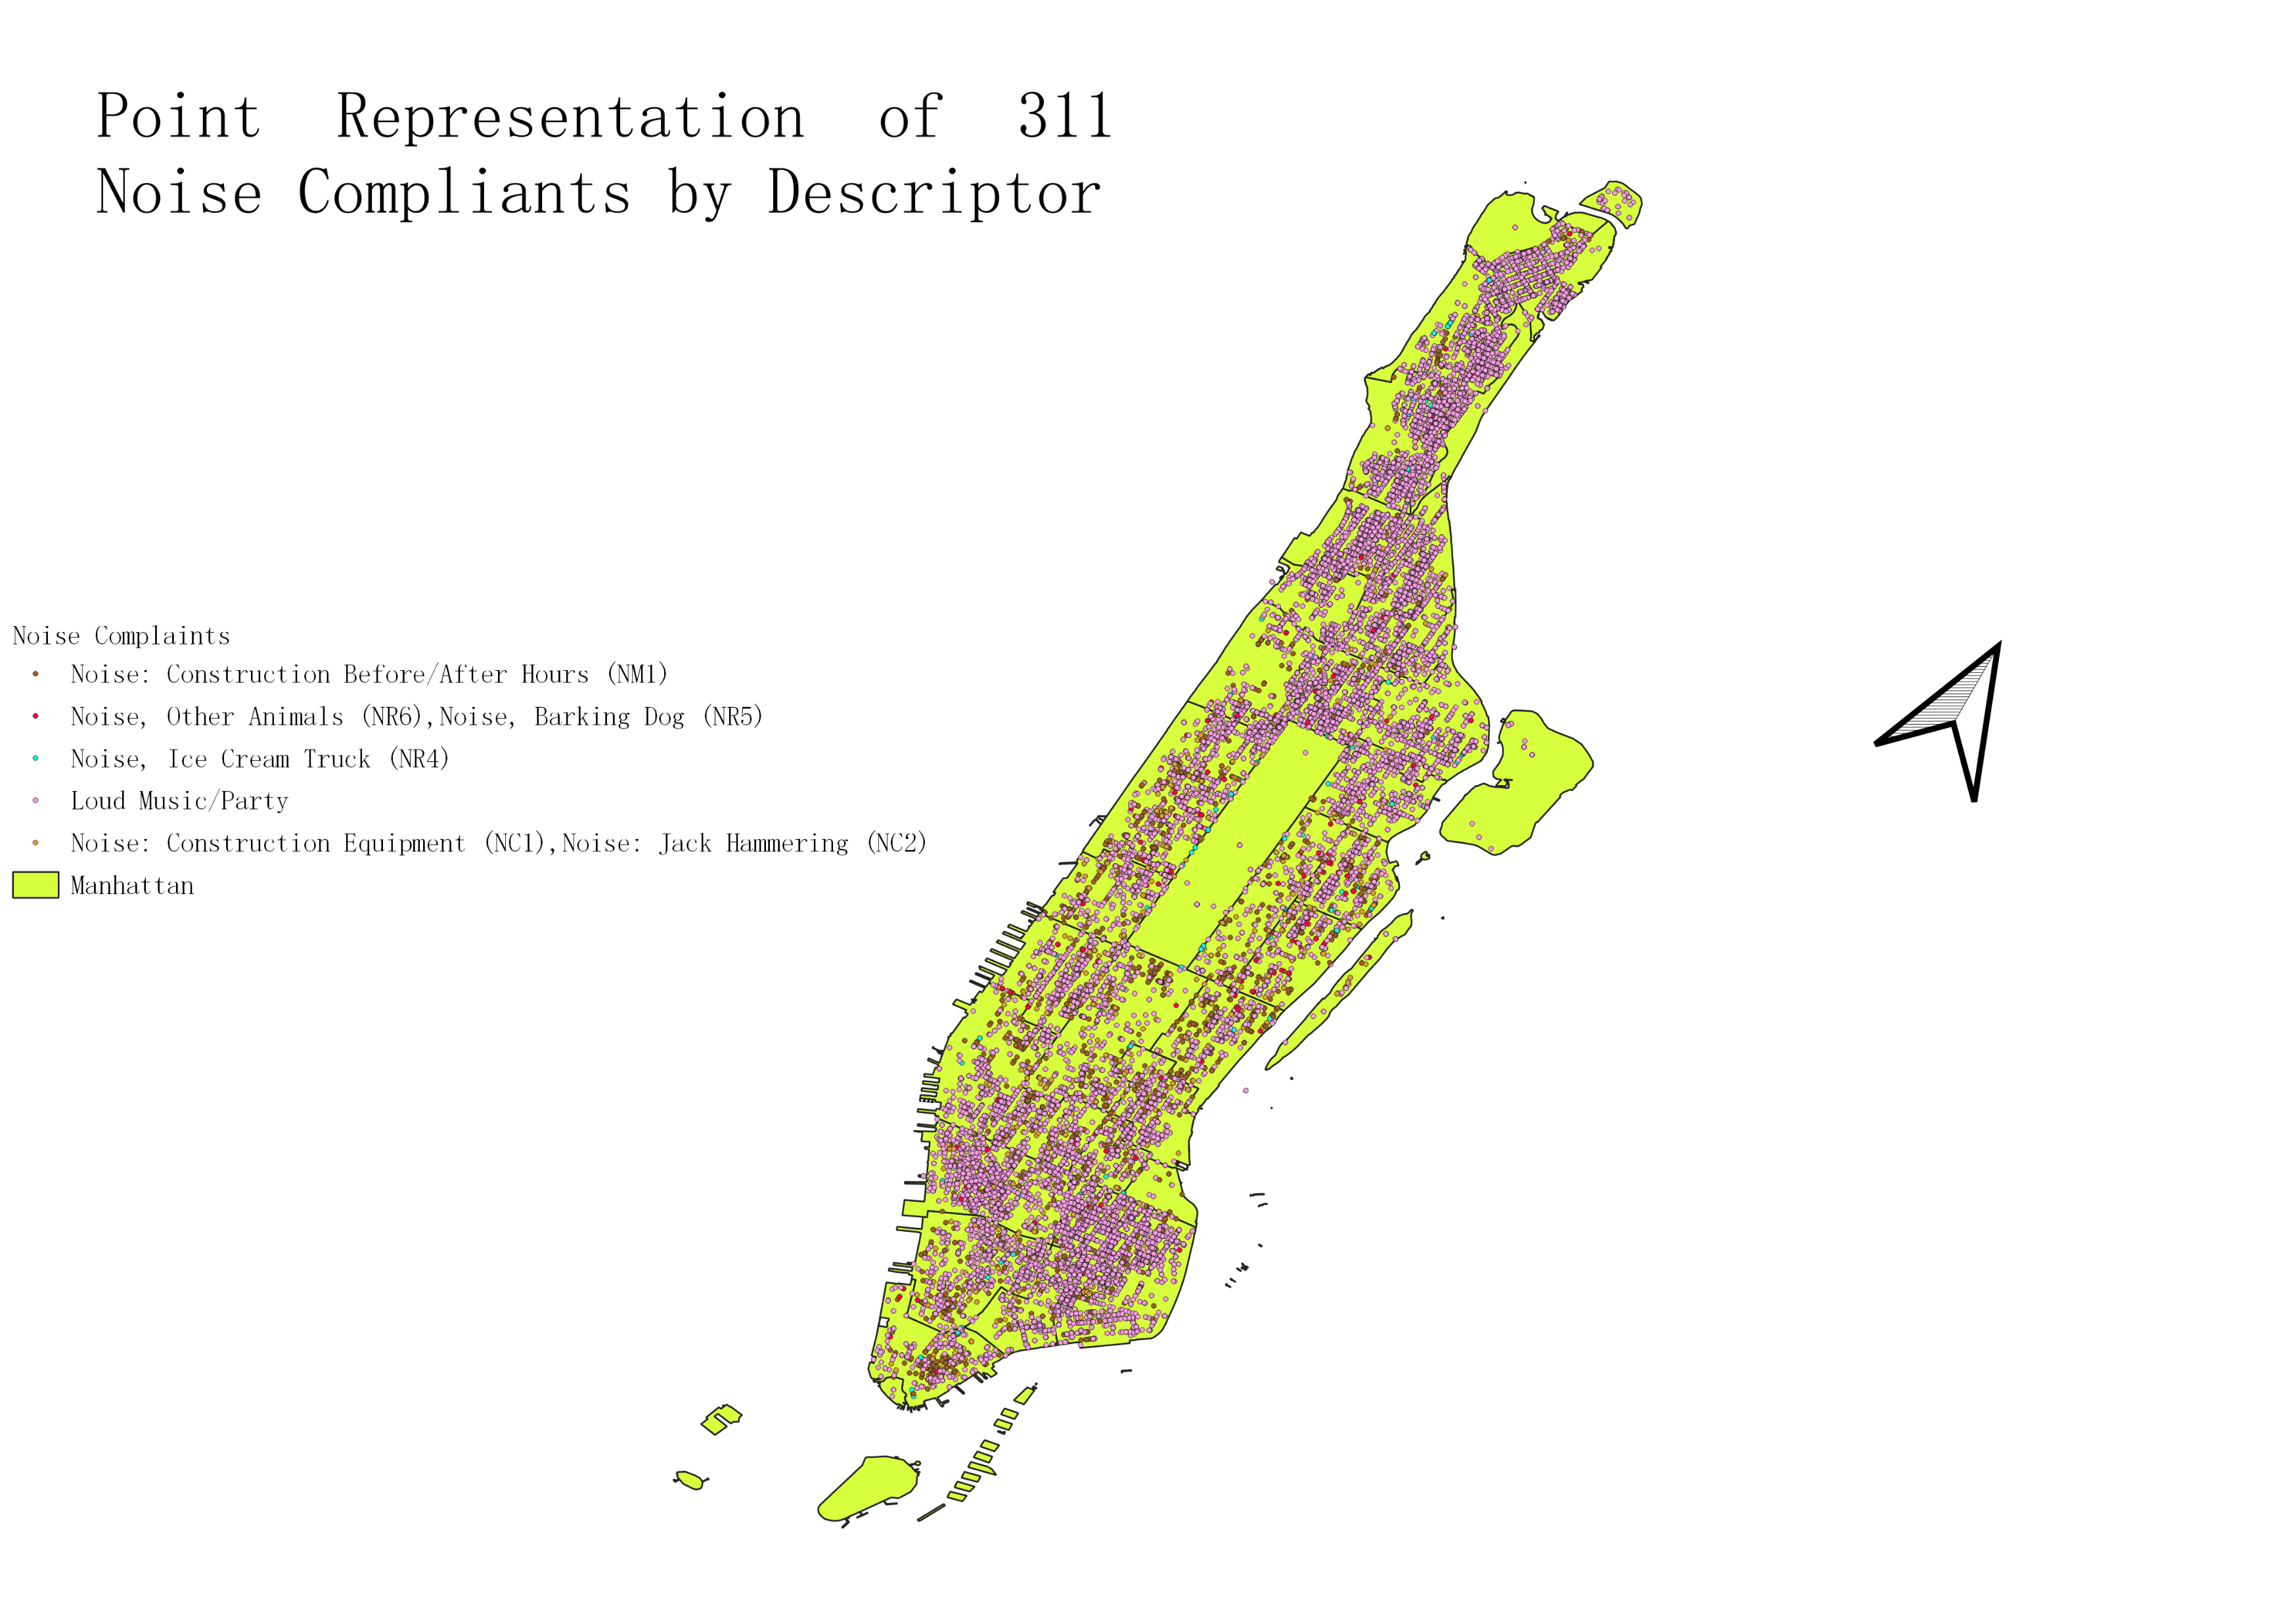 Point Representation of 311
Noise Compliants by Descriptor
Noise Complaints
Noise: Construction Before/After Hours (NM1)
Noise, Other Animals (NR6),Noise, Barking Dog (NR5)
Noise, Ice Cream Truck (NR4)
Loud Music/Party
Noise: Construction Equipment (NC1),Noise: Jack Hammering (NC2)
Manhattan